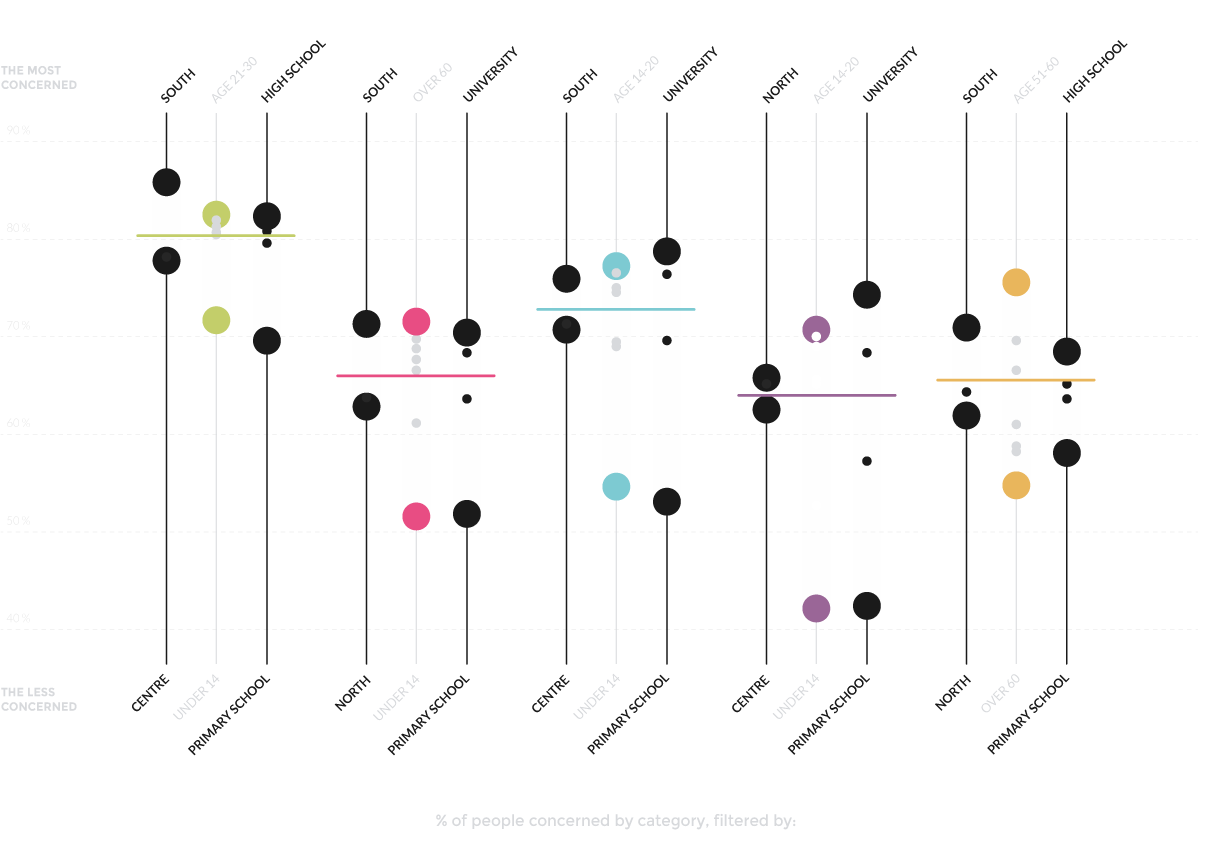 THE MOST
CONCERNED
SOUTH
AGE 21-30
HIGH SCHOOL
SOUTH
OVER 60
UNIVERSITY
SOUTH
AGE 14-20
UNIVERSITY
NORTH
AGE 14-20
UNIVERSITY
SOUTH
AGE 51-60
HIGH SCHOOL
90%
80%
70%
60%
50%
40%
THE LESS
CONCERNED
CENTRE
UNDER 14
PRIMARY SCHOOL
NORTH
UNDER 14
PRIMARY SCHOOL
CENTRE
UNDER 14
PRIMARY SCHOOL
CENTRE
UNDER 14
PRIMARY SCHOOL
NORTH
OVER 60
PRIMARY SCHOOL
% of people concerned by category, filtered by: